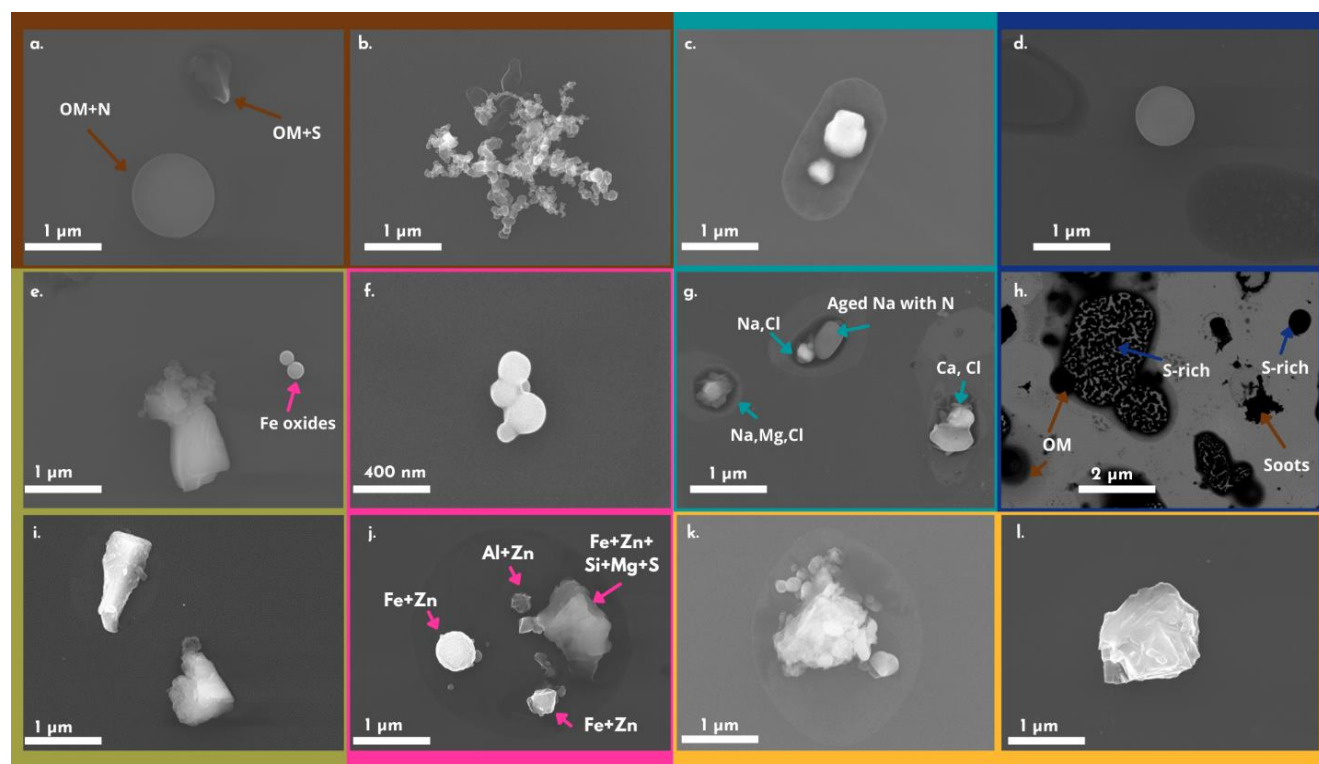 a.
OM+N
OM+S
1 µm
b.
1 µm
c.
1 µm
d.
1 µm
e.
Fe oxides
1 µm
f.
400 nm
g.
Aged Na with N
Na,Cl
Ca, Cl
Na,Mg,Cl
1 µm
h.
S-rich
S-rich
OM
Soots
2 µm
i.
1 µm
j.
Al+Zn
Fe+Zn+
Si+Mg+S
Fe+Zn
Fe+Zn
1 µm
k.
1 µm
l.
1 µm